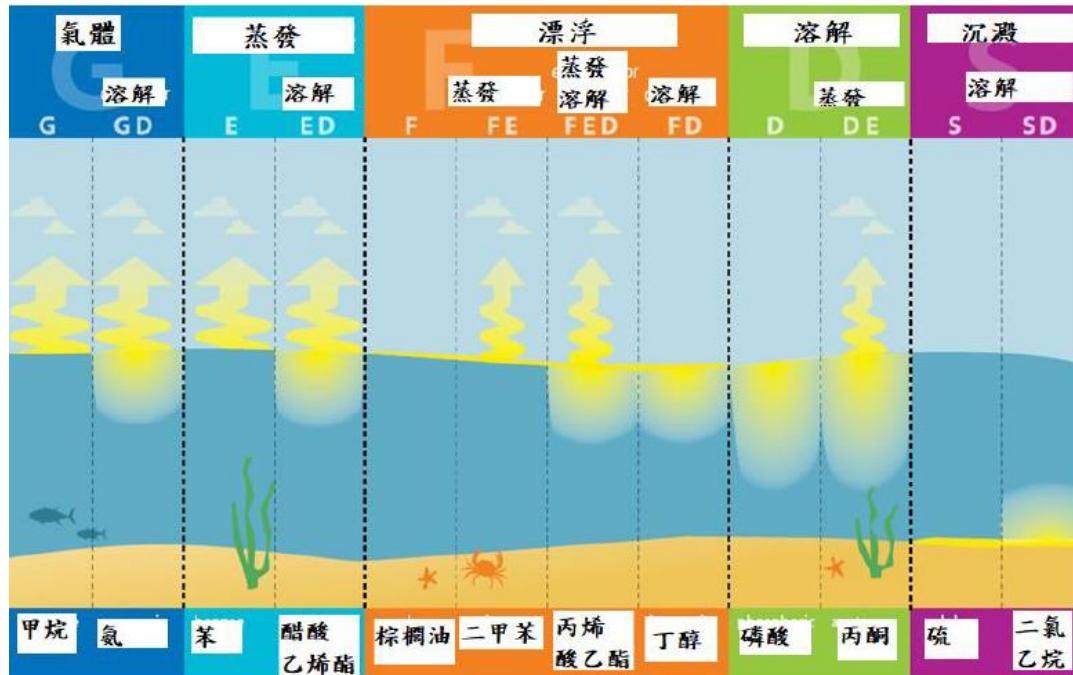 氣體
蒸發
漂浮
溶解
沉澱
溶解
溶解
蒸發
蒸發
溶解
溶解
蒸發
溶解
G
GD
E
ED
F
FE
FED
FD
D
DE
S
SD
甲烷
氨
苯
醋酸
乙烯酯
棕櫚油
二甲苯
丙烯
酸乙酯
丁醇
磷酸
丙酮
硫
二氯
乙烷